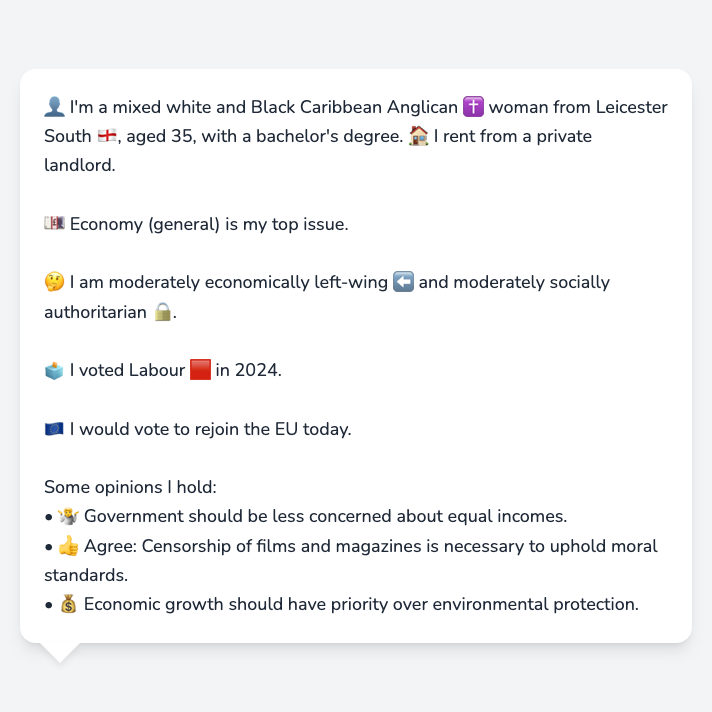 👤 I'm a mixed white and Black Caribbean Anglican ✝️ woman from Leicester
South 🏴󠁧󠁢󠁥󠁮󠁧󠁿, aged 35, with a bachelor's degree. 🏠 I rent from a private
landlord.
💷 Economy (general) is my top issue.
🤔 I am moderately economically left-wing ⬅️ and moderately socially
authoritarian 🔒.
🗳️ I voted Labour 🟥 in 2024.
🇪🇺 I would vote to rejoin the EU today.
Some opinions I hold:
• 🤷 Government should be less concerned about equal incomes.
• 👍 Agree: Censorship of films and magazines is necessary to uphold moral
standards.
• 💰 Economic growth should have priority over environmental protection.